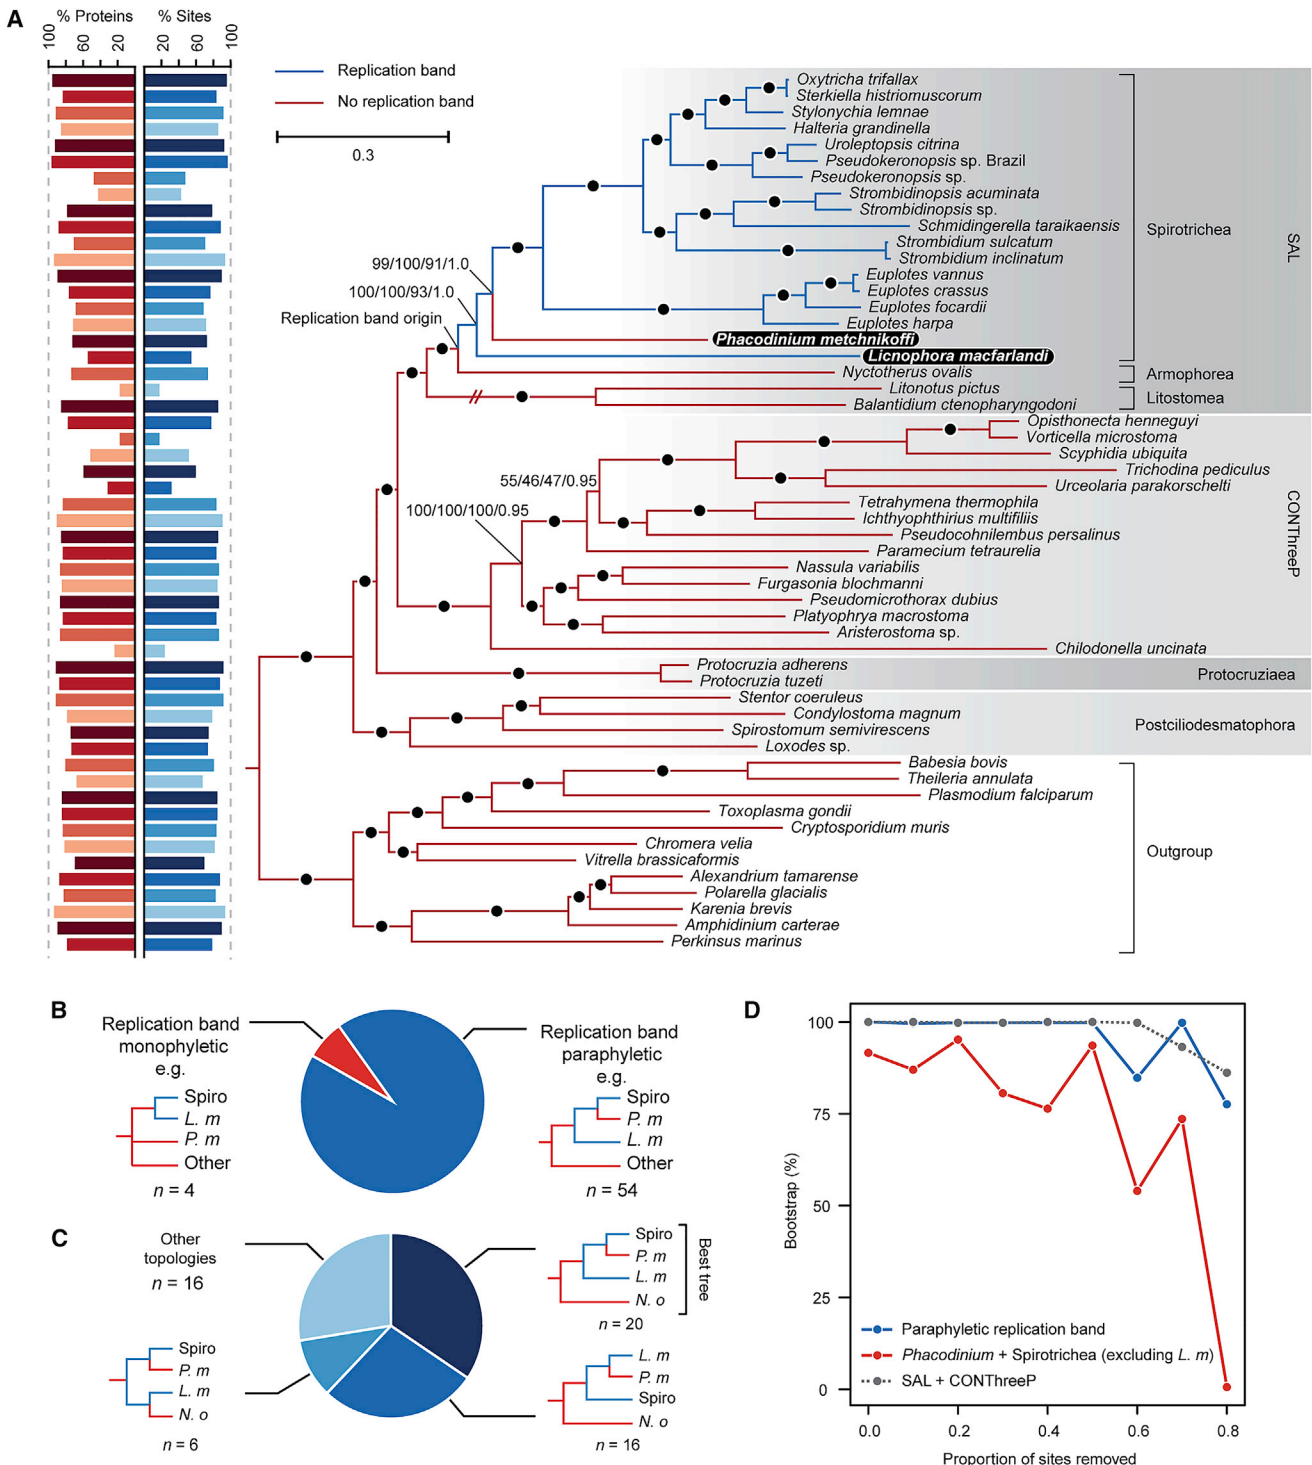 A
% Proteins
% Sites
100
60
20
20
60
100
Replication band
No replication band
0.3
Oxytricha trifallax
Sterkiella histriomuscorum
Stylonychia lemnae
Halteria grandinella
Uroleptopsis citrina
Pseudokeronopsis sp. Brazil
Pseudokeronopsis sp.
Strombidinopsis acuminata
Strombidinopsis sp.
Schmidingerella taraikaensis
Strombidium sulcatum
Strombidium inclinatum
Euplotes vannus
Euplotes crassus
Euplotes focardii
Euplotes harpa
Phacodinium metchnikoffi
Licnophora macfarlandi
Nyctotherus ovalis
Litonotus pictus
Balantidium ctenopharyngodoni
Spirotrichea
Armophorea
Litostomea
SAL
99/100/91/1.0
100/100/93/1.0
Replication band origin
Opisthonecta henneguyi
Vorticella microstoma
Scyphidia ubiquita
Trichodina pediculus
Urceolaria parakorschelti
Tetrahymena thermophila
Ichthyophthirius multifiliis
Pseudocohnilembus persalinus
Paramecium tetraurelia
Nassula variabilis
Furgasonia blochmanni
Pseudomicrothorax dubius
Platyophrya macrostoma
Aristerostoma sp.
Chilodonella uncinata
CONThreeP
55/46/47/0.95
100/100/100/0.95
Protocruzia adherens
Protocruzia tuzeti
Protocruziaea
Stentor coeruleus
Condylostoma magnum
Spirostomum semivirescens
Loxodes sp.
Postciliodesmatophora
Babesia bovis
Theileria annulata
Plasmodium falciparum
Toxoplasma gondii
Cryptosporidium muris
Chromera velia
Vitrella brassicaformis
Alexandrium tamarense
Polarella glacialis
Karenia brevis
Amphidinium carterae
Perkinsus marinus
Outgroup
B
Replication band
monophyletic
e.g.
Spiro
L. m
P. m
Other
n = 4
Replication band
paraphyletic
e.g.
Spiro
P. m
L. m
Other
n = 54
C
Other
topologies
n = 16
Spiro
P. m
L. m
N. o
n = 6
Spiro
P. m
L. m
N. o
Best tree
n = 20
L. m
P. m
Spiro
N. o
n = 16
D
Bootstrap (%)
100
75
50
25
0
Paraphyletic replication band
Phacodinium + Spirotrichea (excluding L. m)
SAL + CONThreeP
0.0
0.2
0.4
0.6
0.8
Proportion of sites removed